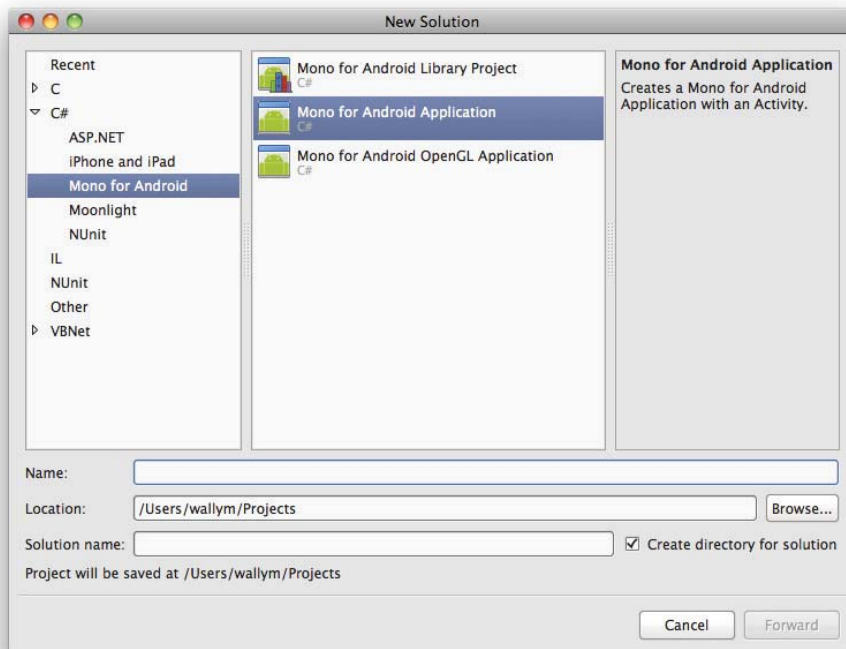 New Solution
Recent
C
C#
ASP.NET
iPhone and iPad
Mono for Android
Moonlight
NUnit
IL
NUnit
Other
VBNet
Mono for Android Library Project
C#
Mono for Android Application
C#
Mono for Android OpenGL Application
C#
Mono for Android Application
Creates a Mono for Android
Application with an Activity.
Name:
Location: /Users/wallym/Projects Browse...
Solution name: Create directory for solution
Project will be saved at /Users/wallym/Projects
Cancel Forward